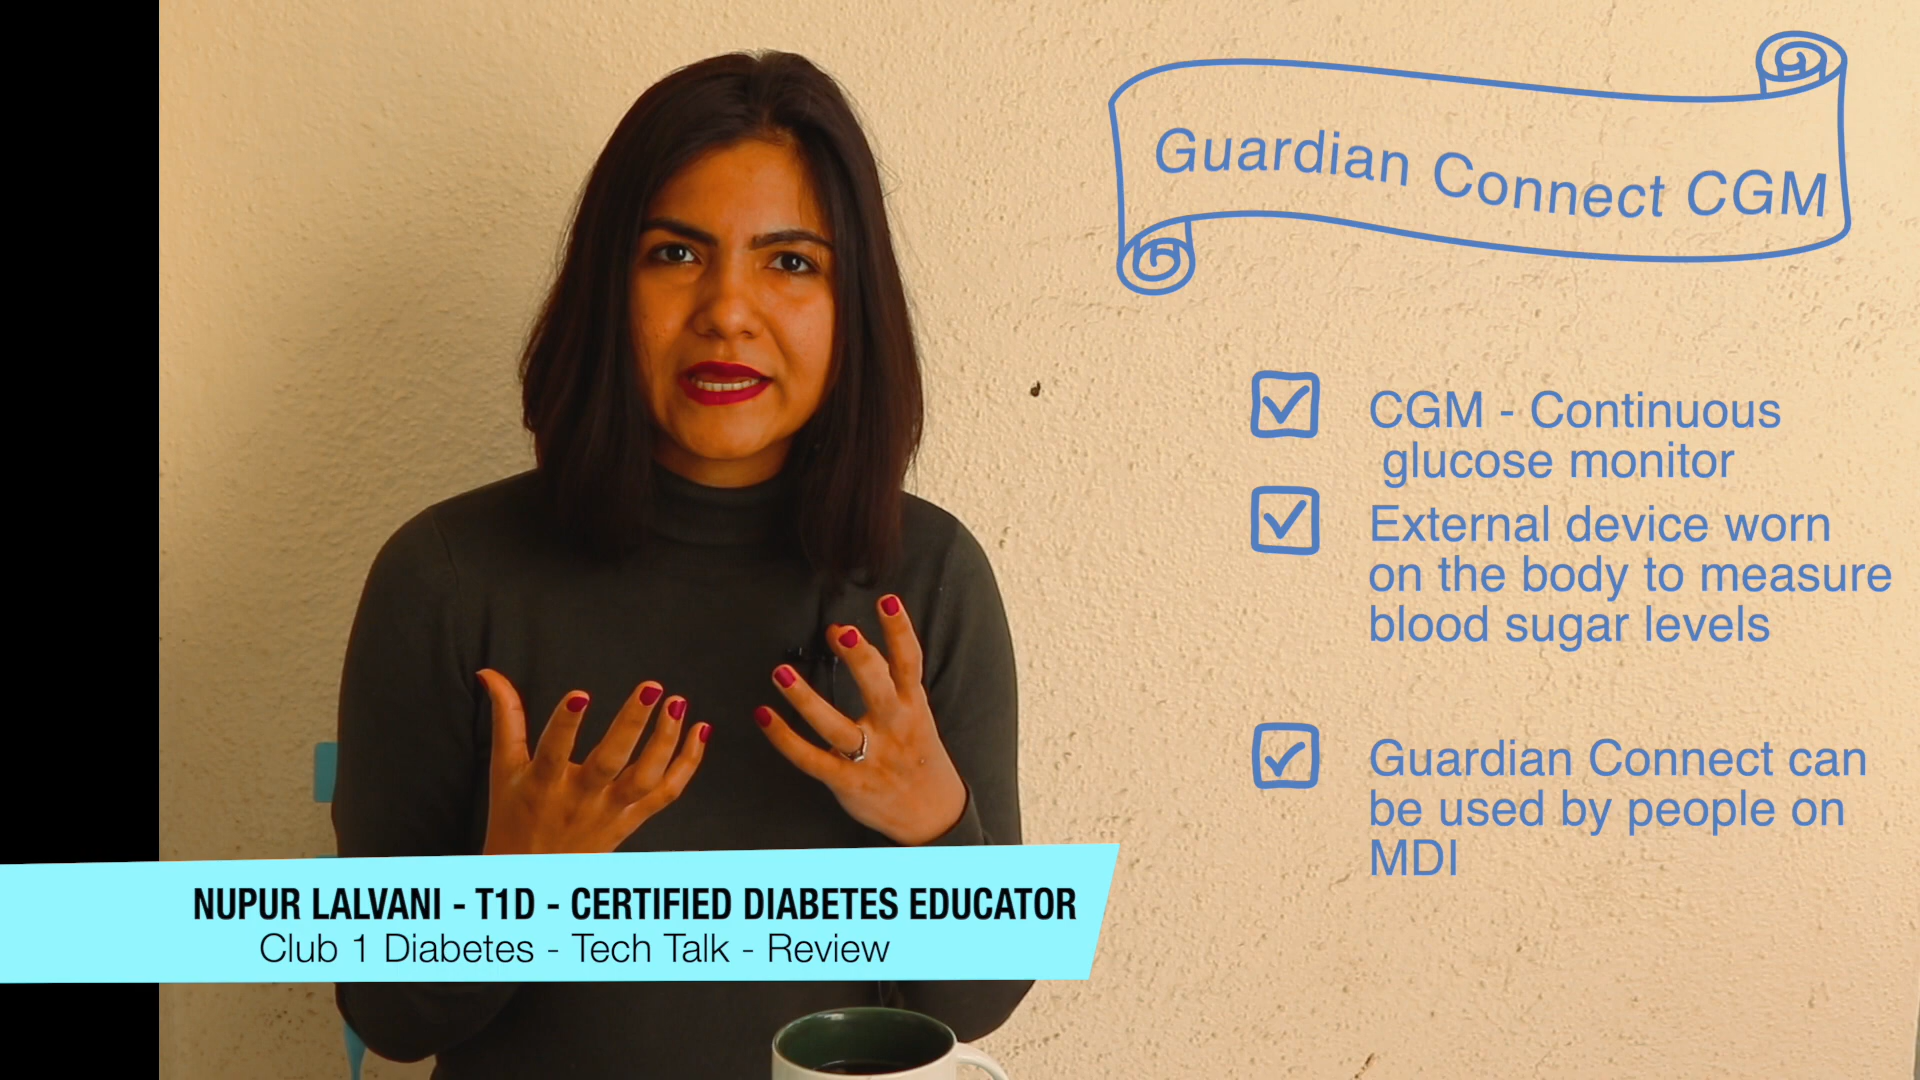 Guardian Connect CGM
CGM - Continuous
glucose monitor
External device worn
on the body to measure
blood sugar levels
Guardian Connect can
be used by people on
MDI
NUPUR LALVANI - T1D - CERTIFIED DIABETES EDUCATOR
Club 1 Diabetes - Tech Talk - Review